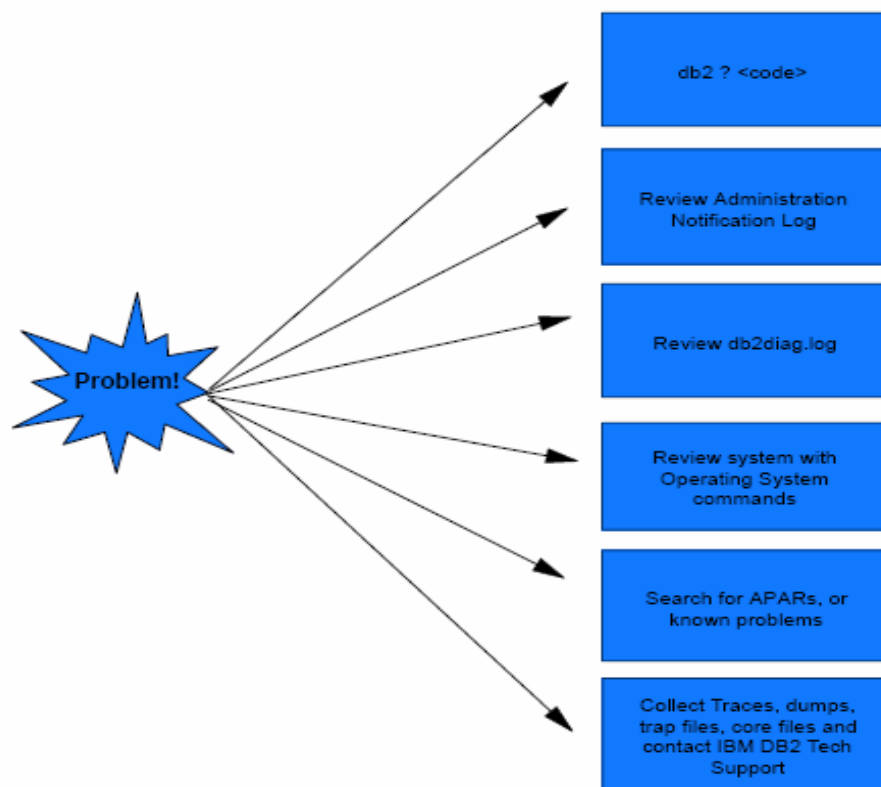 db2 ? <code>
Review Administration
Notification Log
Review db2diag.log
Problem!
Review system with
Operating System
commands
Search for APARs, or
known problems
Collect Traces, dumps,
trap files, core files and
contact IBM DB2 Tech
Support